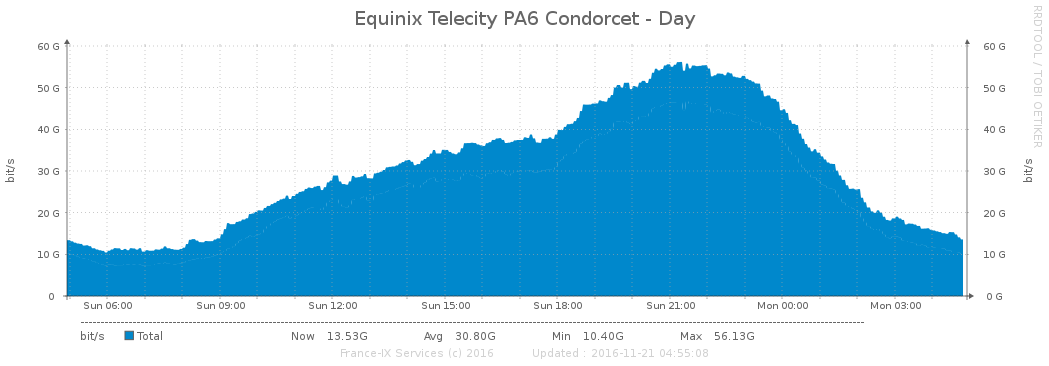 Equinix Telecity PA6 Condorcet - Day
RRDTOOL / TOBI OETIKER
bit/s
60 G 60 G
50 G 50 G
40 G 40 G
30 G 30 G
20 G 20 G
10 G 10 G
0 0 G
bit/s
Sun 06:00 Sun 09:00 Sun 12:00 Sun 15:00 Sun 18:00 Sun 21:00 Mon 00:00 Mon 03:00
bit/s Total Now 13.53G Avg 30.80G Min 10.40G Max 56.13G
France-IX Services (c) 2016 Updated : 2016-11-21 04:55:08